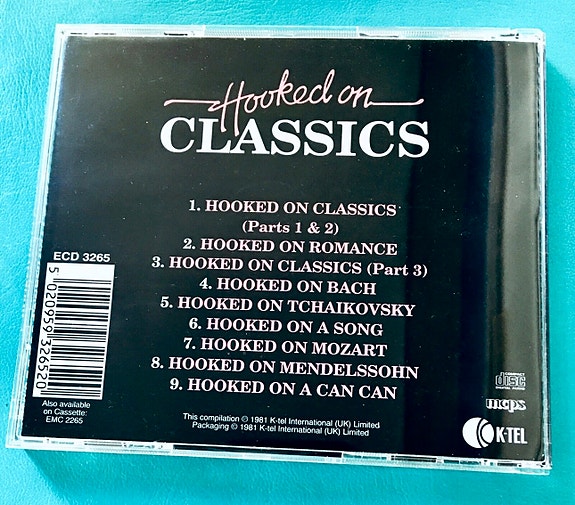 Hooked on
CLASSICS
1. HOOKED ON CLASSICS
(Parts 1 & 2)
2. HOOKED ON ROMANCE
3. HOOKED ON CLASSICS (Part 3)
4. HOOKED ON BACH
5. HOOKED ON TCHAIKOVSKY
6. HOOKED ON A SONG
7. HOOKED ON MOZART
8. HOOKED ON MENDELSSOHN
9. HOOKED ON A CAN CAN
ECD 3265
5 020959 326520
Also available
on Cassette:
EMC 2265
This compilation © 1981 K-tel International (UK) Limited
Packaging © 1981 K-tel International (UK) Limited
COMPACT
disc
DIGITAL AUDIO
mcps
K-TEL